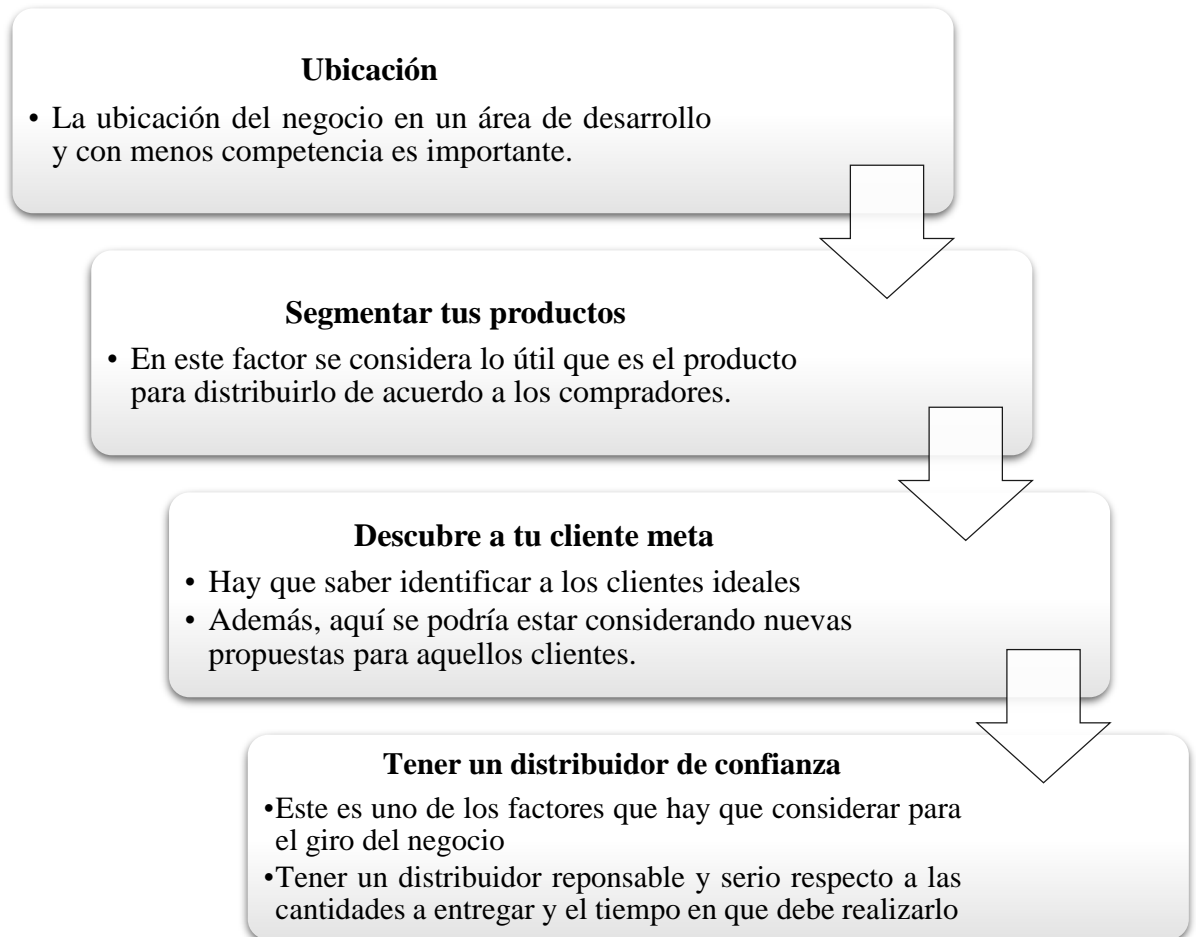 Ubicación
• La ubicación del negocio en un área de desarrollo
y con menos competencia es importante.
Segmentar tus productos
• En este factor se considera lo útil que es el producto
para distribuirlo de acuerdo a los compradores.
Descubre a tu cliente meta
• Hay que saber identificar a los clientes ideales
• Además, aquí se podría estar considerando nuevas
propuestas para aquellos clientes.
Tener un distribuidor de confianza
•Este es uno de los factores que hay que considerar para
el giro del negocio
•Tener un distribuidor reponsable y serio respecto a las
cantidades a entregar y el tiempo en que debe realizarlo